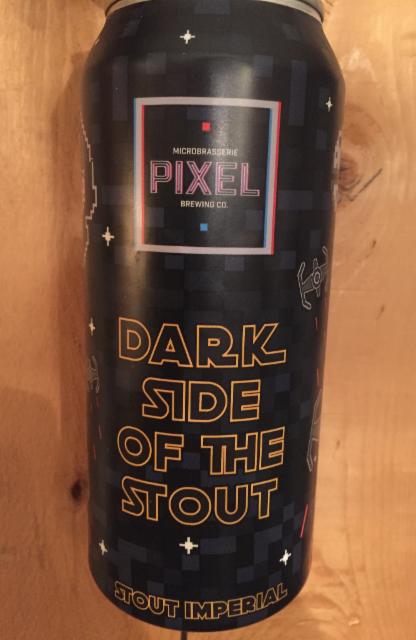 MICROBRASSERIE
PIXEL
BREWING CO.
DARK
SIDE
OF THE
STOUT
STOUT IMPERIAL